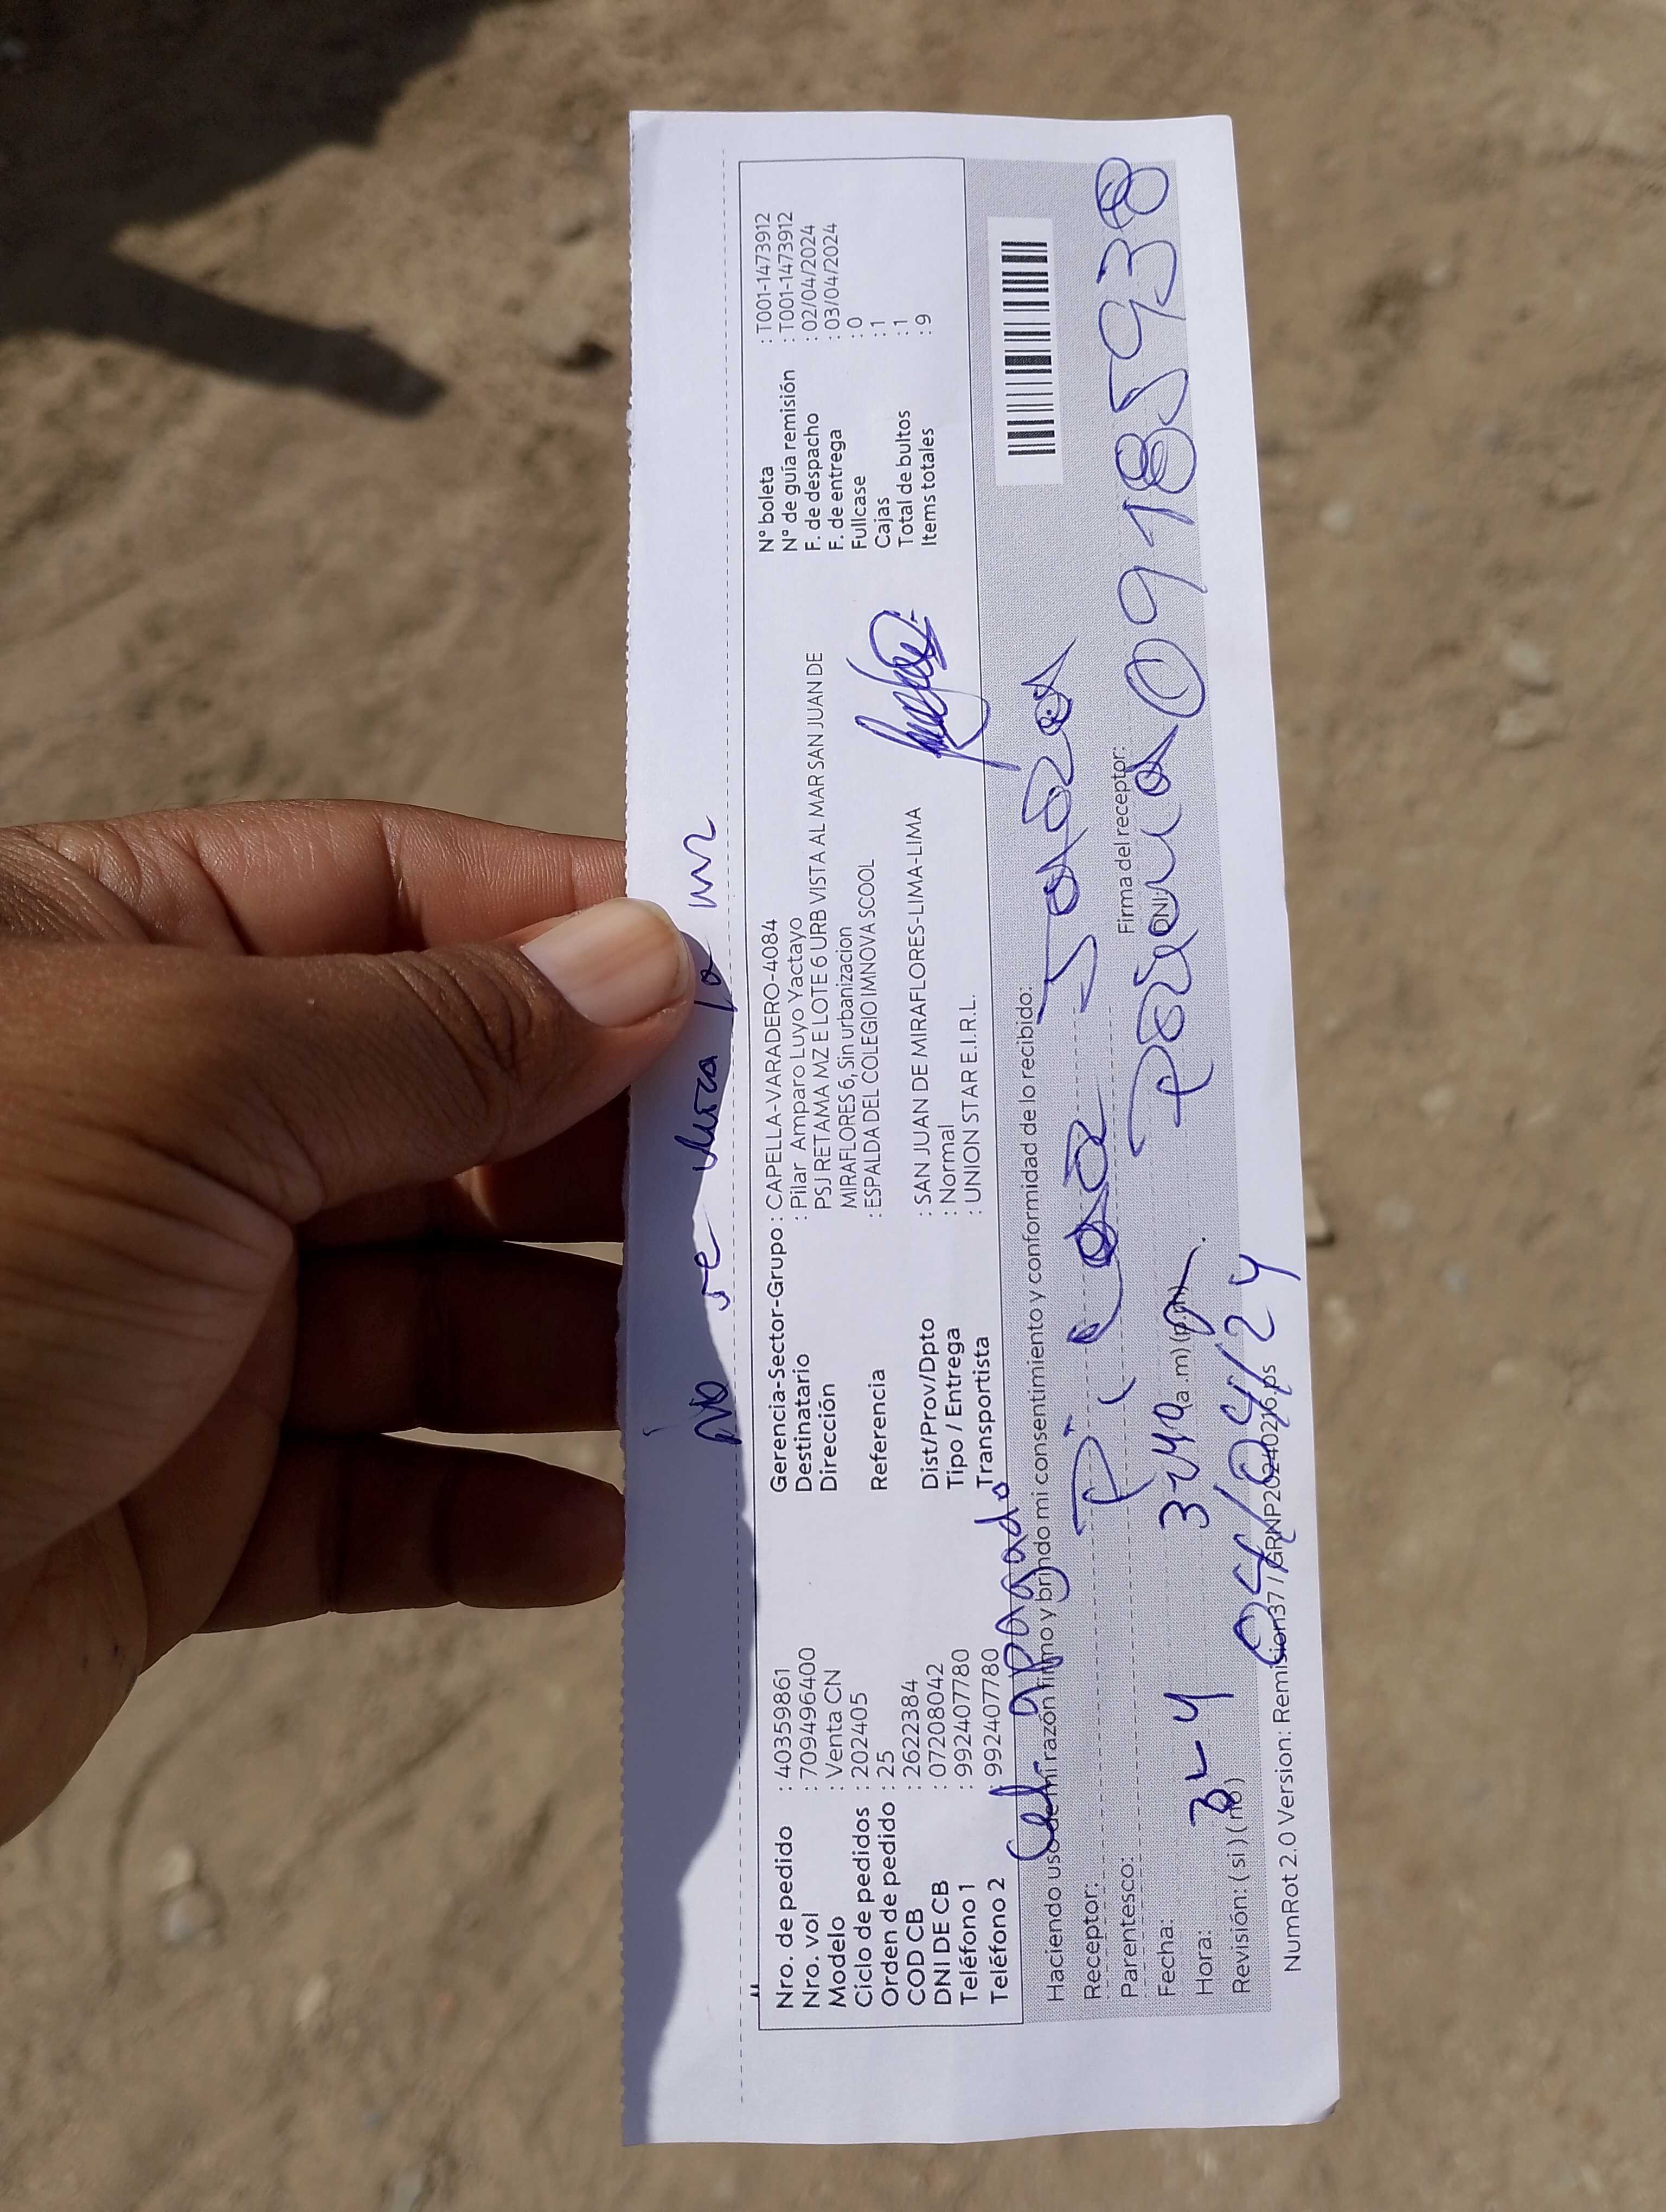 no se ubica la mz
Nro. de pedido : 40359861
Nro. vol : 709496400
Modelo : Venta CN
Ciclo de pedidos : 202405
Orden de pedido : 25
COD CB : 2622384
DNI DE CB : 07208042
Teléfono 1 : 992407780
Teléfono 2 : 992407780
Gerencia-Sector-Grupo : CAPELLA-VARADERO-4084
Destinatario : Pilar Amparo Luyo Yactayo
Dirección : PSJ RETAMA MZ E LOTE 6 URB VISTA AL MAR SAN JUAN DE
MIRAFLORES 6, Sin urbanizacion
Referencia : ESPALDA DEL COLEGIO IMNOVA SCOOL
Dist/Prov/Dpto : SAN JUAN DE MIRAFLORES-LIMA-LIMA
Tipo / Entrega : Normal
Transportista : UNION STAR E.I.R.L.
N° boleta : T001-1473912
N° de guía remisión : T001-1473912
F. de despacho : 02/04/2024
F. de entrega : 03/04/2024
Fullcase : 0
Cajas : 1
Total de bultos : 1
Items totales : 9
Cel. apagado
Haciendo uso de mi razón firmo y brindo mi consentimiento y conformidad de lo recibido:
Receptor:
Parentesco:
Fecha: 3-4
Hora: 3:40 (a.m) (p.m)
Revisión: (si) (no) 04/04/24
Firma del receptor:
DNI: 09185938
NumRot 2.0 Version: Remision37 / GRNP20240216.ps